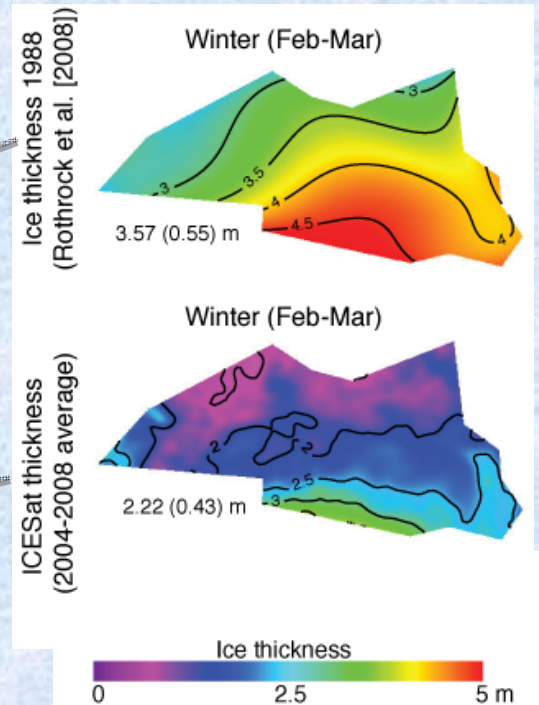 Ice thickness 1988
(Rothrock et al. [2008])
Winter (Feb-Mar)
3
3
3.5
4
4.5
4
3.57 (0.55) m
ICESat thickness
(2004-2008 average)
Winter (Feb-Mar)
2
2
2.5
3
2.22 (0.43) m
Ice thickness
0 2.5 5 m